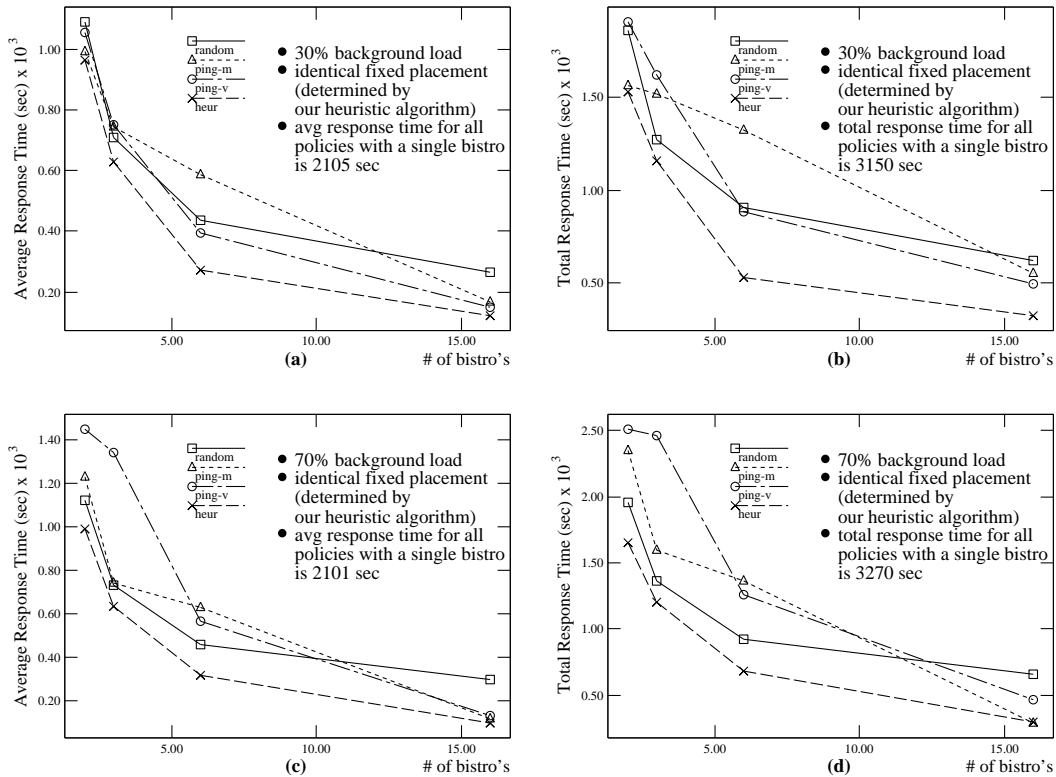 Average Response Time (sec) x 10 3
1.00
0.80
0.60
0.40
0.20
random
ping-m
ping-v
heur
● 30% background load
● identical fixed placement
(determined by
our heuristic algorithm)
● avg response time for all
policies with a single bistro
is 2105 sec
5.00 10.00 15.00
(a) # of bistro's
Total Response Time (sec) x 10 3
1.50
1.00
0.50
random
ping-m
ping-v
heur
● 30% background load
● identical fixed placement
(determined by
our heuristic algorithm)
● total response time for all
policies with a single bistro
is 3150 sec
5.00 10.00 15.00
(b) # of bistro's
Average Response Time (sec) x 10 3
1.40
1.20
1.00
0.80
0.60
0.40
0.20
random
ping-m
ping-v
heur
● 70% background load
● identical fixed placement
(determined by
our heuristic algorithm)
● avg response time for all
policies with a single bistro
is 2101 sec
5.00 10.00 15.00
(c) # of bistro's
Total Response Time (sec) x 10 3
2.50
2.00
1.50
1.00
0.50
random
ping-m
ping-v
heur
● 70% background load
● identical fixed placement
(determined by
our heuristic algorithm)
● total response time for all
policies with a single bistro
is 3270 sec
5.00 10.00 15.00
(d) # of bistro's